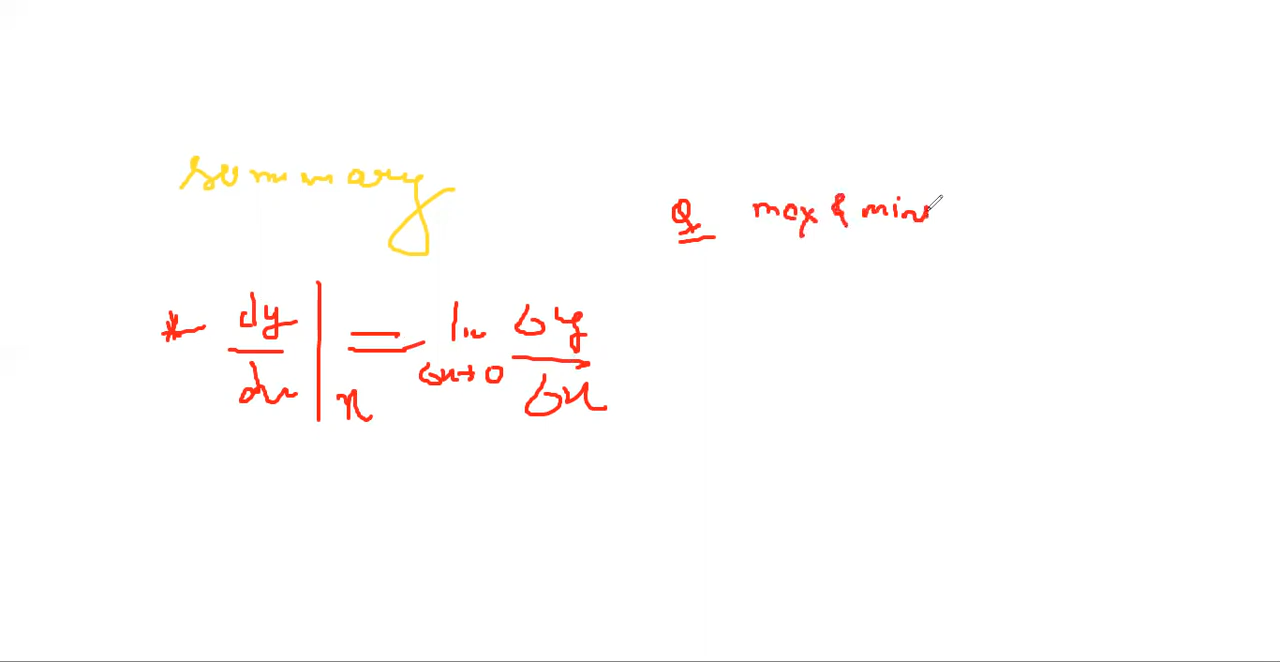 summary
* dy/dx | x = lim δx→0 δy/δx
Q max & min